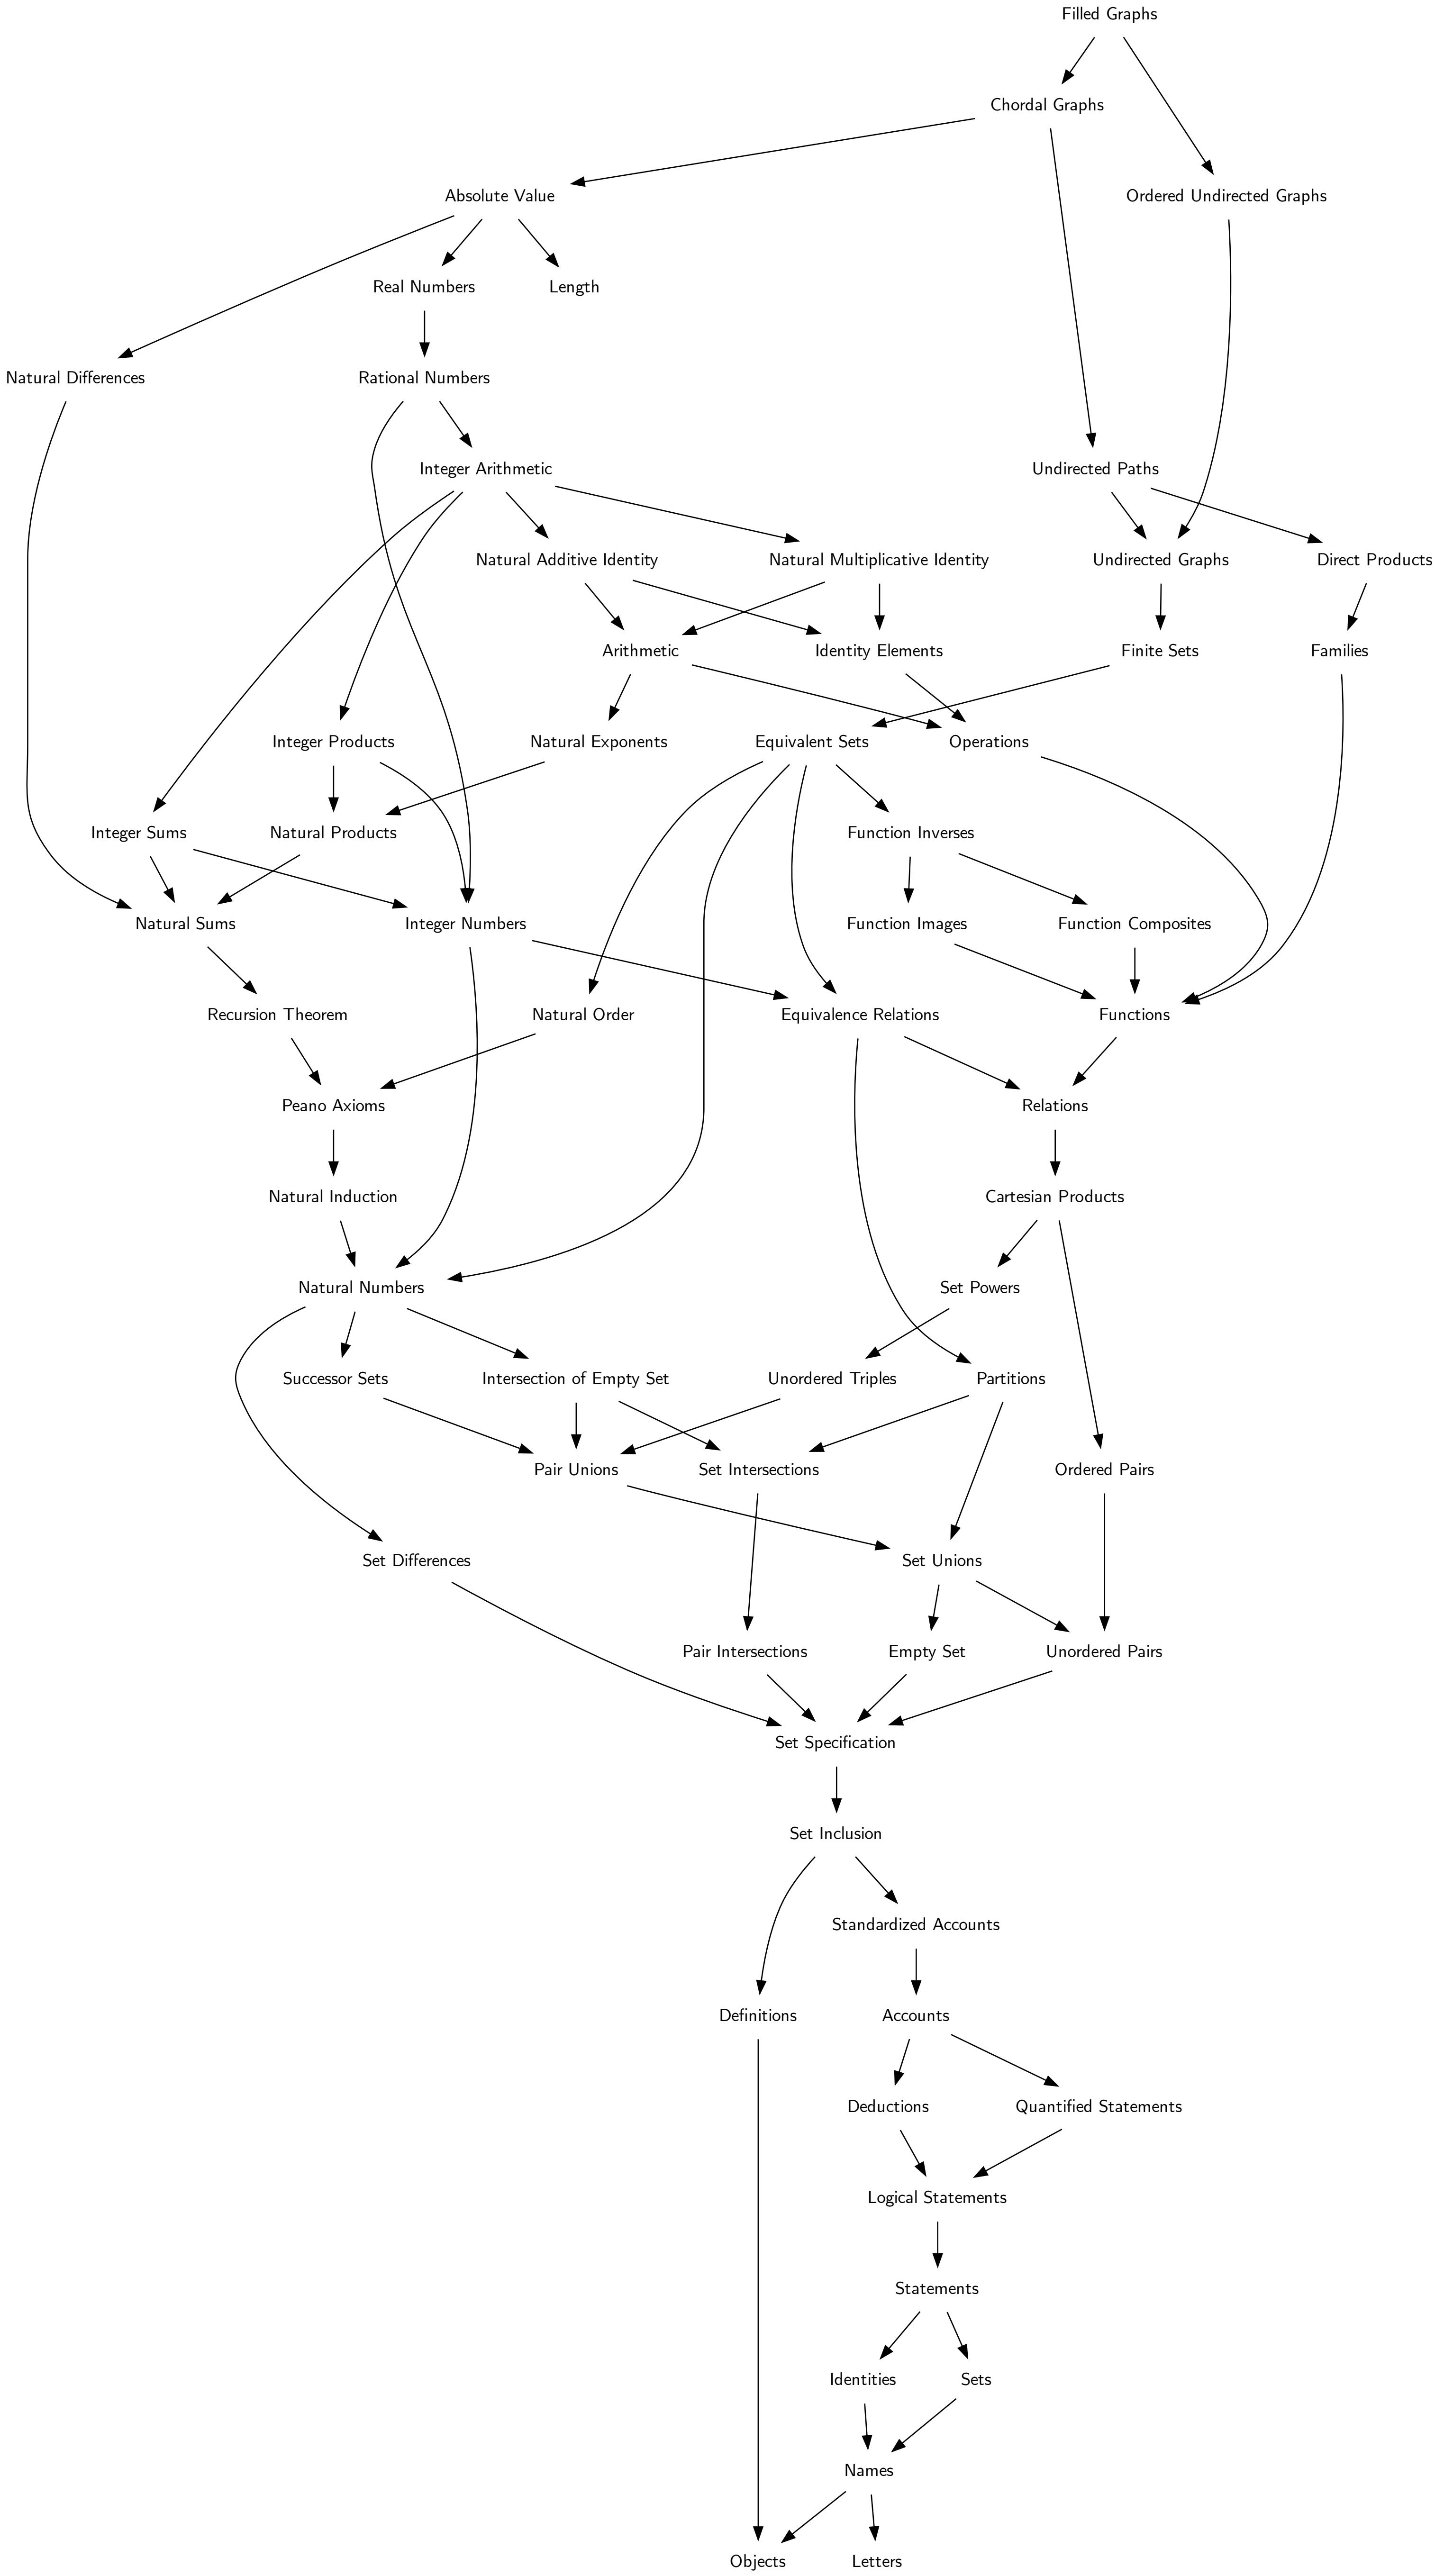 Filled Graphs
Chordal Graphs
Absolute Value
Ordered Undirected Graphs
Real Numbers
Length
Natural Differences
Rational Numbers
Integer Arithmetic
Undirected Paths
Natural Additive Identity
Natural Multiplicative Identity
Undirected Graphs
Direct Products
Arithmetic
Identity Elements
Finite Sets
Families
Integer Products
Natural Exponents
Equivalent Sets
Operations
Integer Sums
Natural Products
Function Inverses
Natural Sums
Integer Numbers
Function Images
Function Composites
Recursion Theorem
Natural Order
Equivalence Relations
Functions
Peano Axioms
Relations
Natural Induction
Cartesian Products
Natural Numbers
Set Powers
Successor Sets
Intersection of Empty Set
Unordered Triples
Partitions
Pair Unions
Set Intersections
Ordered Pairs
Set Differences
Set Unions
Pair Intersections
Empty Set
Unordered Pairs
Set Specification
Set Inclusion
Standardized Accounts
Definitions
Accounts
Deductions
Quantified Statements
Logical Statements
Statements
Identities
Sets
Names
Objects
Letters